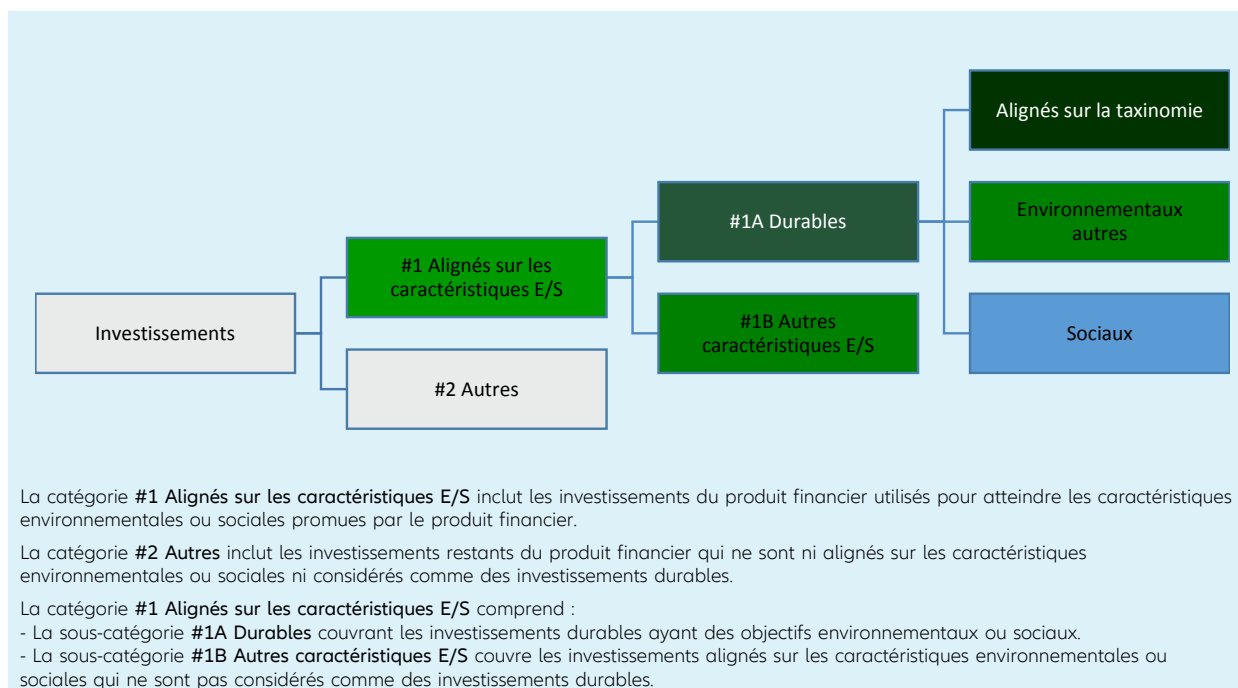 Alignés sur la taxinomie
#1A Durables
Environnementaux
autres
#1 Alignés sur les
caractéristiques E/S
Investissements
#1B Autres
caractéristiques E/S
Sociaux
#2 Autres
La catégorie #1 Alignés sur les caractéristiques E/S inclut les investissements du produit financier utilisés pour atteindre les caractéristiques
environnementales ou sociales promues par le produit financier.
La catégorie #2 Autres inclut les investissements restants du produit financier qui ne sont ni alignés sur les caractéristiques
environnementales ou sociales ni considérés comme des investissements durables.
La catégorie #1 Alignés sur les caractéristiques E/S comprend :
- La sous-catégorie #1A Durables couvrant les investissements durables ayant des objectifs environnementaux ou sociaux.
- La sous-catégorie #1B Autres caractéristiques E/S couvre les investissements alignés sur les caractéristiques environnementales ou
sociales qui ne sont pas considérés comme des investissements durables.